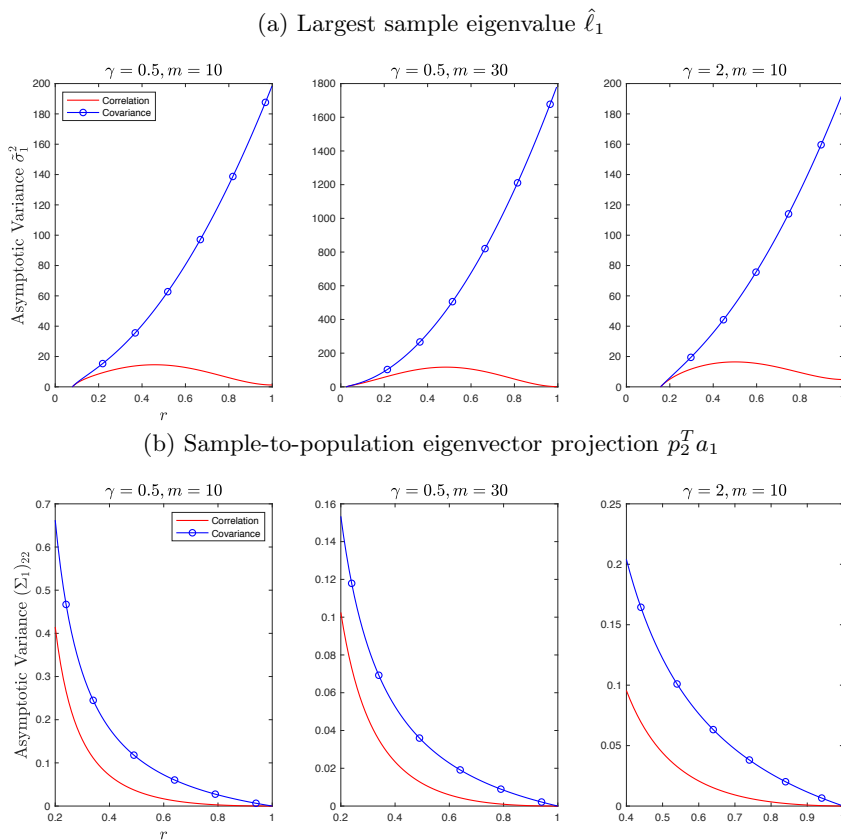 (a) Largest sample eigenvalue ℓ̂₁
γ = 0.5, m = 10 γ = 0.5, m = 30 γ = 2, m = 10
Asymptotic Variance σ̃₁²
Correlation
Covariance
200 180 160 140 120 100 80 60 40 20 0
0 0.2 0.4 0.6 0.8 1
r
1800 1600 1400 1200 1000 800 600 400 200 0
0 0.2 0.4 0.6 0.8 1
200 180 160 140 120 100 80 60 40 20 0
0 0.2 0.4 0.6 0.8
(b) Sample-to-population eigenvector projection p₂ᵀa₁
γ = 0.5, m = 10 γ = 0.5, m = 30 γ = 2, m = 10
Asymptotic Variance (Σ₁)₂₂
Correlation
Covariance
0.7 0.6 0.5 0.4 0.3 0.2 0.1 0
0.2 0.4 0.6 0.8 1
r
0.16 0.14 0.12 0.1 0.08 0.06 0.04 0.02 0
0.2 0.4 0.6 0.8 1
0.25 0.2 0.15 0.1 0.05 0
0.4 0.5 0.6 0.7 0.8 0.9